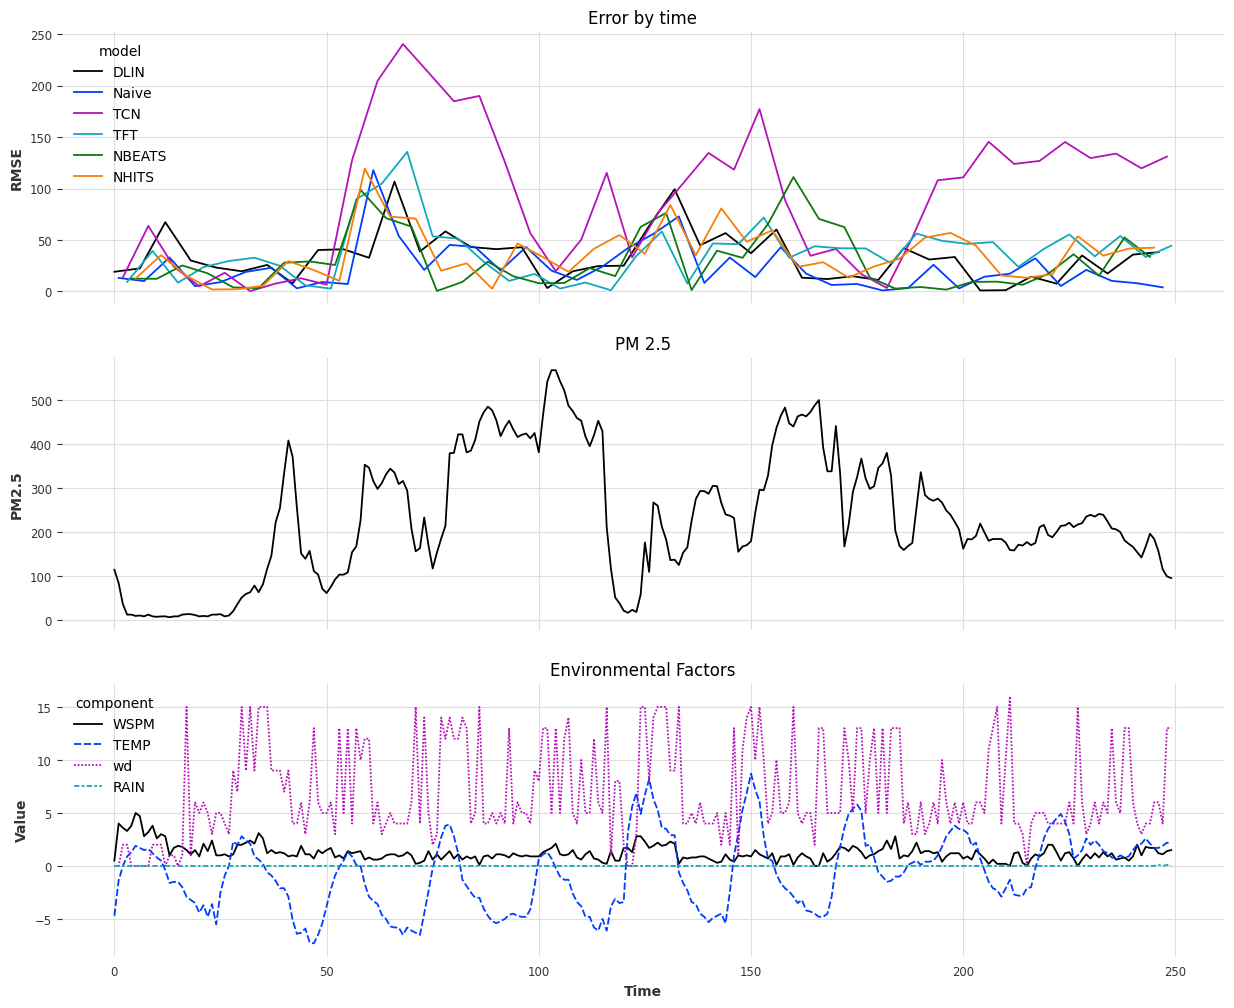 Error by time
250
200
150
100
50
0
RMSE
model
DLIN
Naive
TCN
TFT
NBEATS
NHITS
PM 2.5
500
400
300
200
100
0
PM2.5
Environmental Factors
15
10
5
0
−5
Value
component
WSPM
TEMP
wd
RAIN
0 50 100 150 200 250
Time